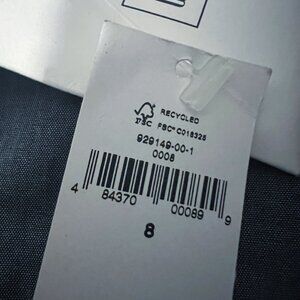 RECYCLED
FSC® C018325
FSC
929149-00-1
0008
4 84370 00089 9
8